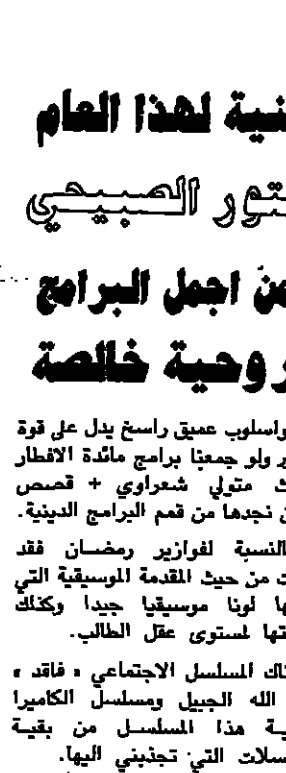 نية لهذا العام
تور الصبيحي
من اجمل البرامج
روحية خالصة
واسلوب عميق راسخ يدل على قوة
ر ولو جمعنا برامج مائدة الافطار
ث متولي شعراوي + قصص
ن نجدها من قمم البرامج الدينية.
النسبة لفوازير رمضان فقد
ت من حيث المقدمة الموسيقية التي
ها لونا موسيقيا جيدا وكذلك
تها لمستوى عقل الطالب.
ناك المسلسل الاجتماعي « فاقد »
الله الجبيل ومسلسل الكاميرا
ية هذا المسلسل من بقية
سلات التي تجذبني اليها.